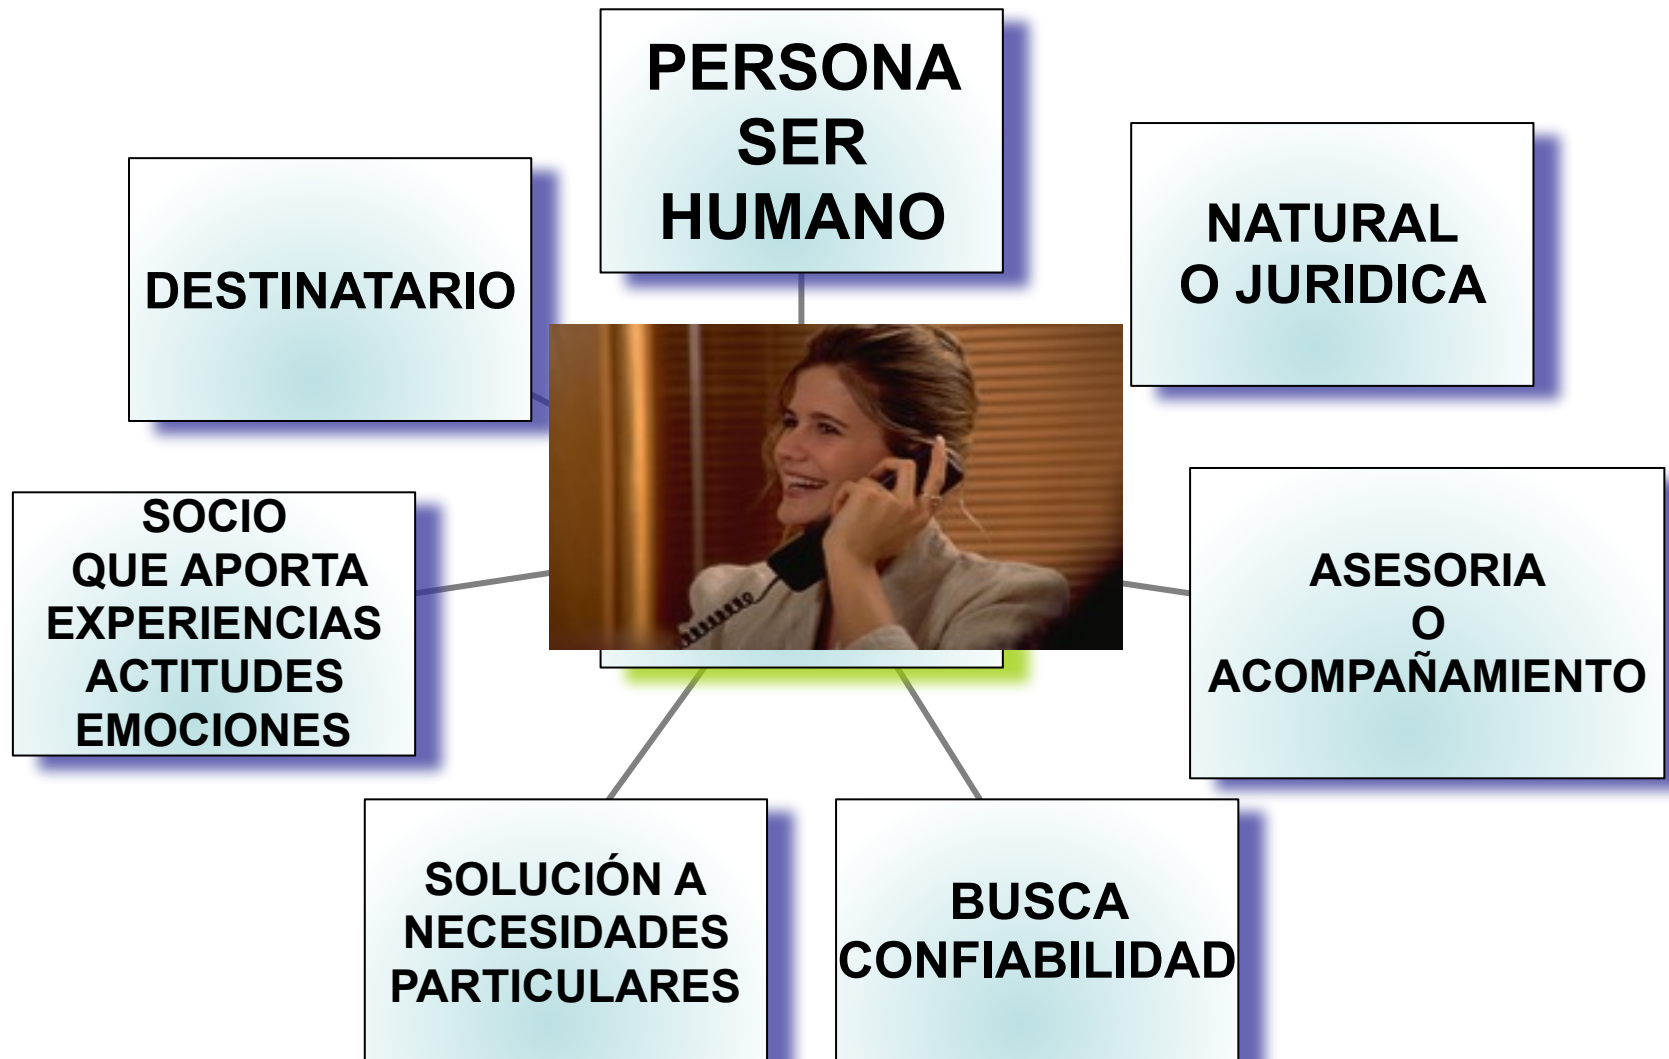 PERSONA
SER
HUMANO
NATURAL
O JURIDICA
DESTINATARIO
SOCIO
QUE APORTA
EXPERIENCIAS
ACTITUDES
EMOCIONES
ASESORIA
O
ACOMPAÑAMIENTO
SOLUCIÓN A
NECESIDADES
PARTICULARES
BUSCA
CONFIABILIDAD